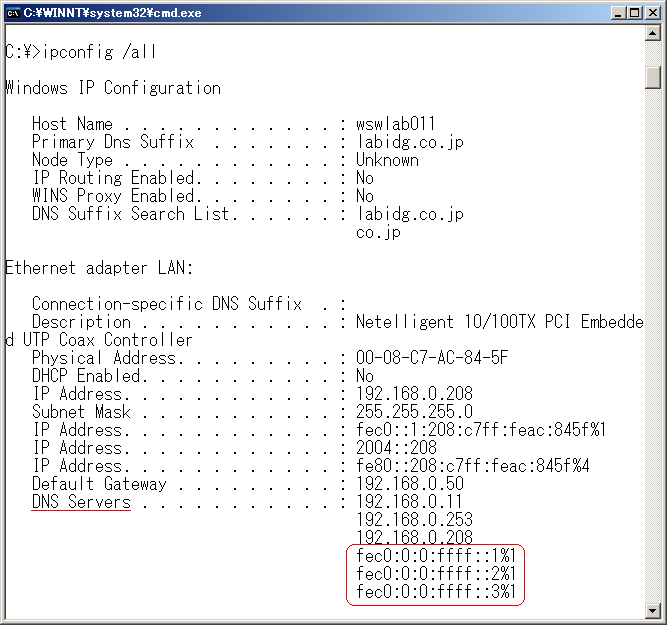 C:¥WINNT¥system32¥cmd.exe
C:¥>ipconfig /all
Windows IP Configuration
Host Name . . . . . . . . . . . . : wswlab011
Primary Dns Suffix  . . . . . . . : labidg.co.jp
Node Type . . . . . . . . . . . . : Unknown
IP Routing Enabled. . . . . . . . : No
WINS Proxy Enabled. . . . . . . . : No
DNS Suffix Search List. . . . . . : labidg.co.jp
co.jp
Ethernet adapter LAN:
Connection-specific DNS Suffix  . :
Description . . . . . . . . . . . : Netelligent 10/100TX PCI Embedde
d UTP Coax Controller
Physical Address. . . . . . . . . : 00-08-C7-AC-84-5F
DHCP Enabled. . . . . . . . . . . : No
IP Address. . . . . . . . . . . . : 192.168.0.208
Subnet Mask . . . . . . . . . . . : 255.255.255.0
IP Address. . . . . . . . . . . . : fec0::1:208:c7ff:feac:845f%1
IP Address. . . . . . . . . . . . : 2004::208
IP Address. . . . . . . . . . . . : fe80::208:c7ff:feac:845f%4
Default Gateway . . . . . . . . . : 192.168.0.50
DNS Servers . . . . . . . . . . . : 192.168.0.11
192.168.0.253
192.168.0.208
fec0:0:0:ffff::1%1
fec0:0:0:ffff::2%1
fec0:0:0:ffff::3%1